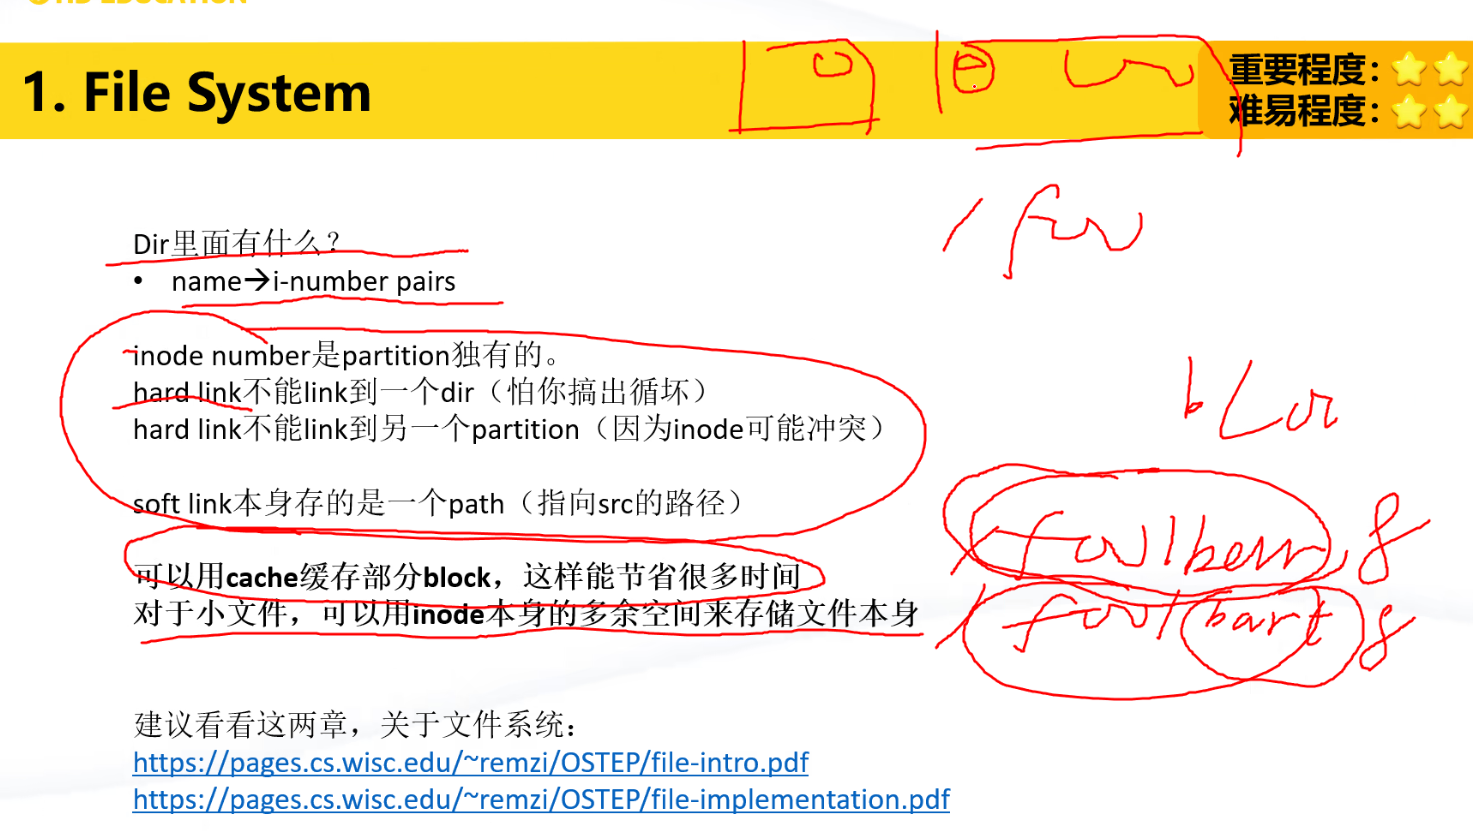 1. File System
重要程度：
难易程度：
Dir里面有什么？
• name→i-number pairs
inode number是partition独有的。
hard link不能link到一个dir（怕你搞出循环）
hard link不能link到另一个partition（因为inode可能冲突）
soft link本身存的是一个path（指向src的路径）
可以用cache缓存部分block，这样能节省很多时间
对于小文件，可以用inode本身的多余空间来存储文件本身
建议看看这两章，关于文件系统：
https://pages.cs.wisc.edu/~remzi/OSTEP/file-intro.pdf
https://pages.cs.wisc.edu/~remzi/OSTEP/file-implementation.pdf